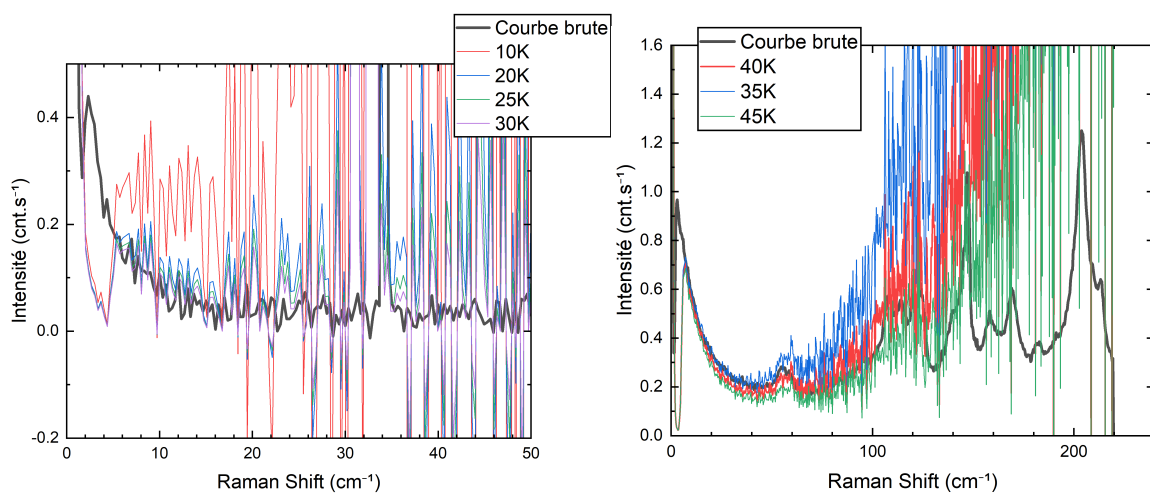 Courbe brute
10K
20K
25K
30K
0.4
0.2
0.0
-0.2
0
10
20
30
40
50
Intensité (cnt.s⁻¹)
Raman Shift (cm⁻¹)
Courbe brute
40K
35K
45K
1.6
1.4
1.2
1.0
0.8
0.6
0.4
0.2
0.0
0
100
200
Intensité (cnt.s⁻¹)
Raman Shift (cm⁻¹)